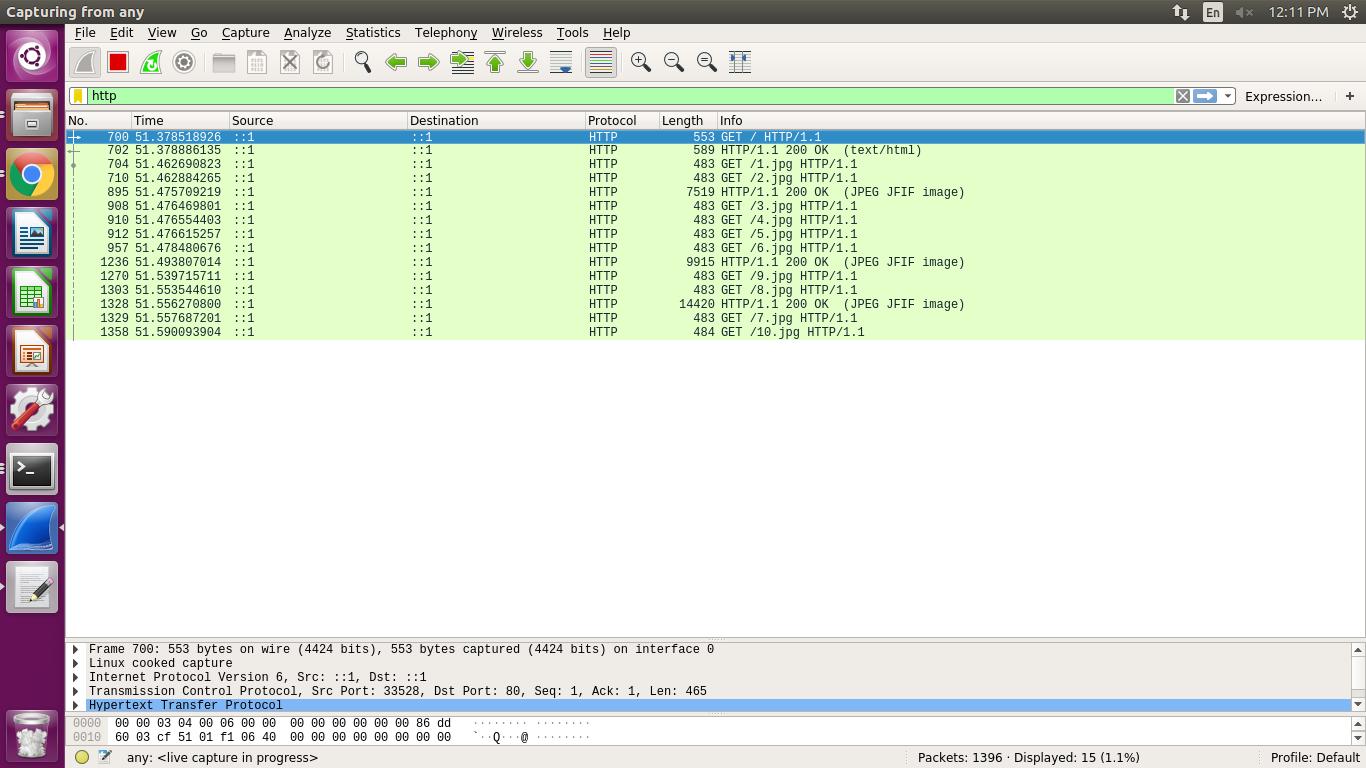 Capturing from any
En
12:11 PM
File Edit View Go Capture Analyze Statistics Telephony Wireless Tools Help
http
Expression…
+
No. Time Source Destination Protocol Length Info
700 51.378518926 ::1 ::1 HTTP 553 GET / HTTP/1.1
702 51.378886135 ::1 ::1 HTTP 589 HTTP/1.1 200 OK (text/html)
704 51.462690823 ::1 ::1 HTTP 483 GET /1.jpg HTTP/1.1
710 51.462884265 ::1 ::1 HTTP 483 GET /2.jpg HTTP/1.1
895 51.475709219 ::1 ::1 HTTP 7519 HTTP/1.1 200 OK (JPEG JFIF image)
908 51.476469801 ::1 ::1 HTTP 483 GET /3.jpg HTTP/1.1
910 51.476554403 ::1 ::1 HTTP 483 GET /4.jpg HTTP/1.1
912 51.476615257 ::1 ::1 HTTP 483 GET /5.jpg HTTP/1.1
957 51.478480676 ::1 ::1 HTTP 483 GET /6.jpg HTTP/1.1
1236 51.493807014 ::1 ::1 HTTP 9915 HTTP/1.1 200 OK (JPEG JFIF image)
1270 51.539715711 ::1 ::1 HTTP 483 GET /9.jpg HTTP/1.1
1303 51.553544610 ::1 ::1 HTTP 483 GET /8.jpg HTTP/1.1
1328 51.556270800 ::1 ::1 HTTP 14420 HTTP/1.1 200 OK (JPEG JFIF image)
1329 51.557687201 ::1 ::1 HTTP 483 GET /7.jpg HTTP/1.1
1358 51.590093904 ::1 ::1 HTTP 484 GET /10.jpg HTTP/1.1
Frame 700: 553 bytes on wire (4424 bits), 553 bytes captured (4424 bits) on interface 0
Linux cooked capture
Internet Protocol Version 6, Src: ::1, Dst: ::1
Transmission Control Protocol, Src Port: 33528, Dst Port: 80, Seq: 1, Ack: 1, Len: 465
Hypertext Transfer Protocol
0000 00 00 03 04 00 06 00 00 00 00 00 00 00 00 86 dd ········ ········
0010 60 03 cf 51 01 f1 06 40 00 00 00 00 00 00 00 00 `··Q···@ ········
any: <live capture in progress>
Packets: 1396 · Displayed: 15 (1.1%)
Profile: Default